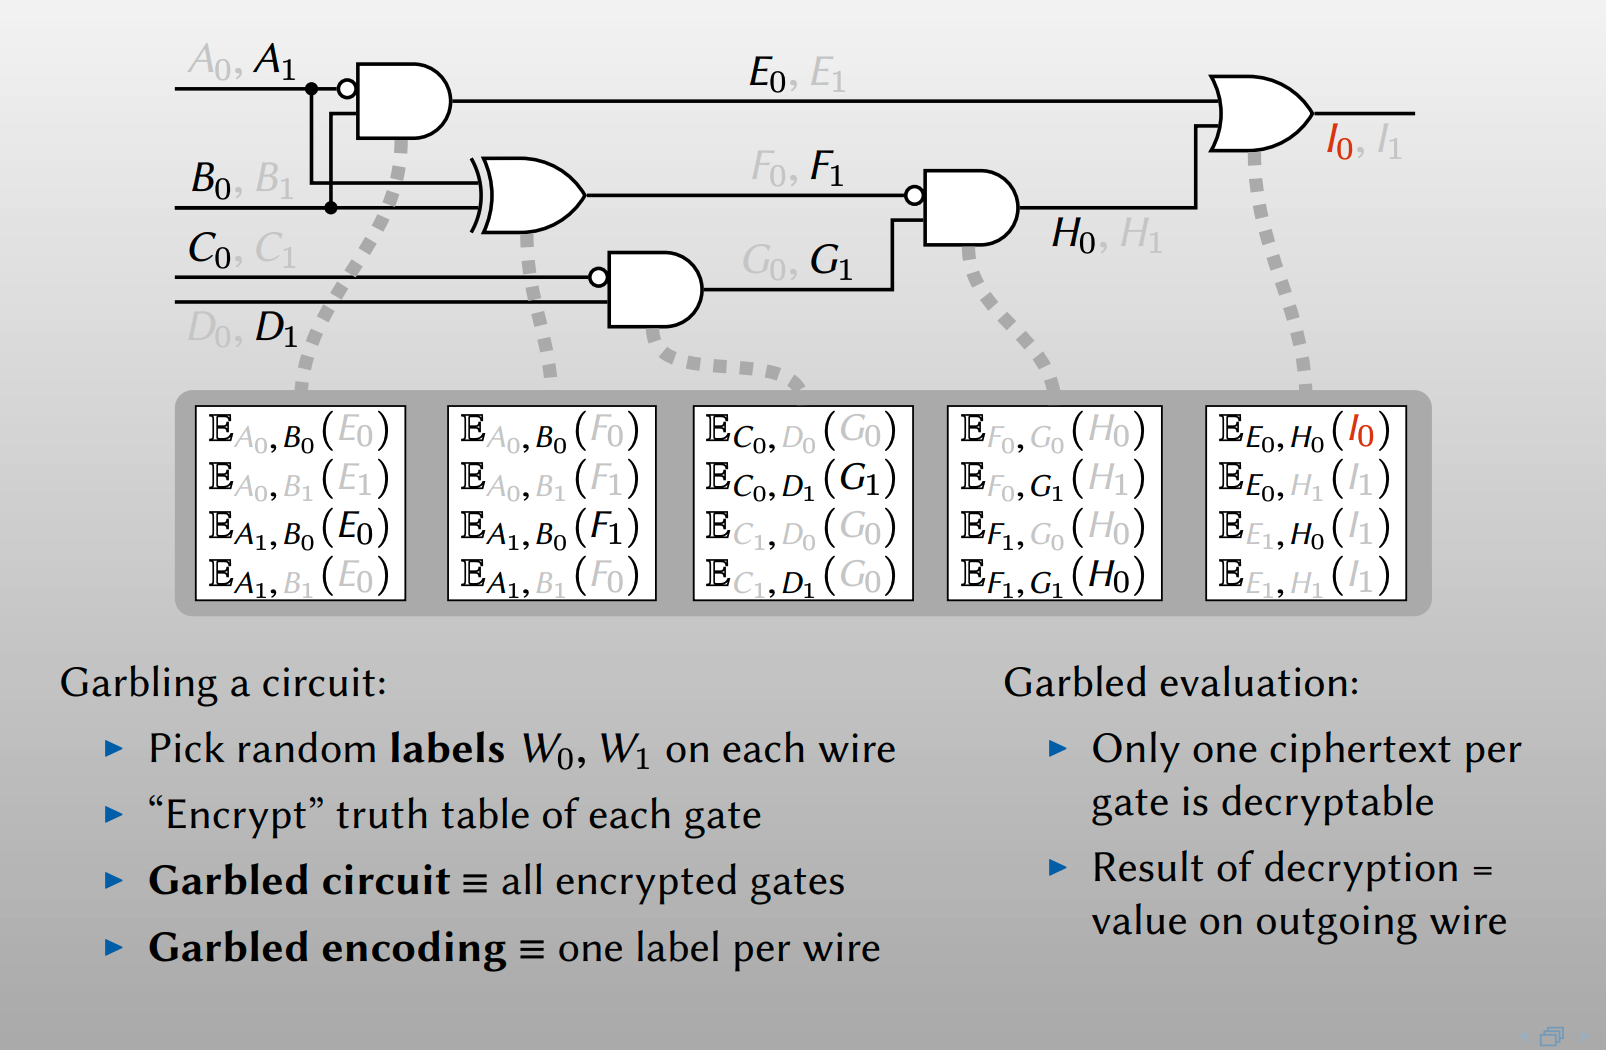 A₀, A₁
E₀, E₁
I₀, I₁
B₀, B₁
F₀, F₁
C₀, C₁
G₀, G₁
H₀, H₁
D₀, D₁
𝔼A₀,B₀(E₀)
𝔼A₀,B₁(E₁)
𝔼A₁,B₀(E₀)
𝔼A₁,B₁(E₀)
𝔼A₀,B₀(F₀)
𝔼A₀,B₁(F₁)
𝔼A₁,B₀(F₁)
𝔼A₁,B₁(F₀)
𝔼C₀,D₀(G₀)
𝔼C₀,D₁(G₁)
𝔼C₁,D₀(G₀)
𝔼C₁,D₁(G₀)
𝔼F₀,G₀(H₀)
𝔼F₀,G₁(H₁)
𝔼F₁,G₀(H₀)
𝔼F₁,G₁(H₀)
𝔼E₀,H₀(I₀)
𝔼E₀,H₁(I₁)
𝔼E₁,H₀(I₁)
𝔼E₁,H₁(I₁)
Garbling a circuit:
▶ Pick random labels W₀, W₁ on each wire
▶ “Encrypt” truth table of each gate
▶ Garbled circuit ≡ all encrypted gates
▶ Garbled encoding ≡ one label per wire
Garbled evaluation:
▶ Only one ciphertext per
gate is decryptable
▶ Result of decryption =
value on outgoing wire